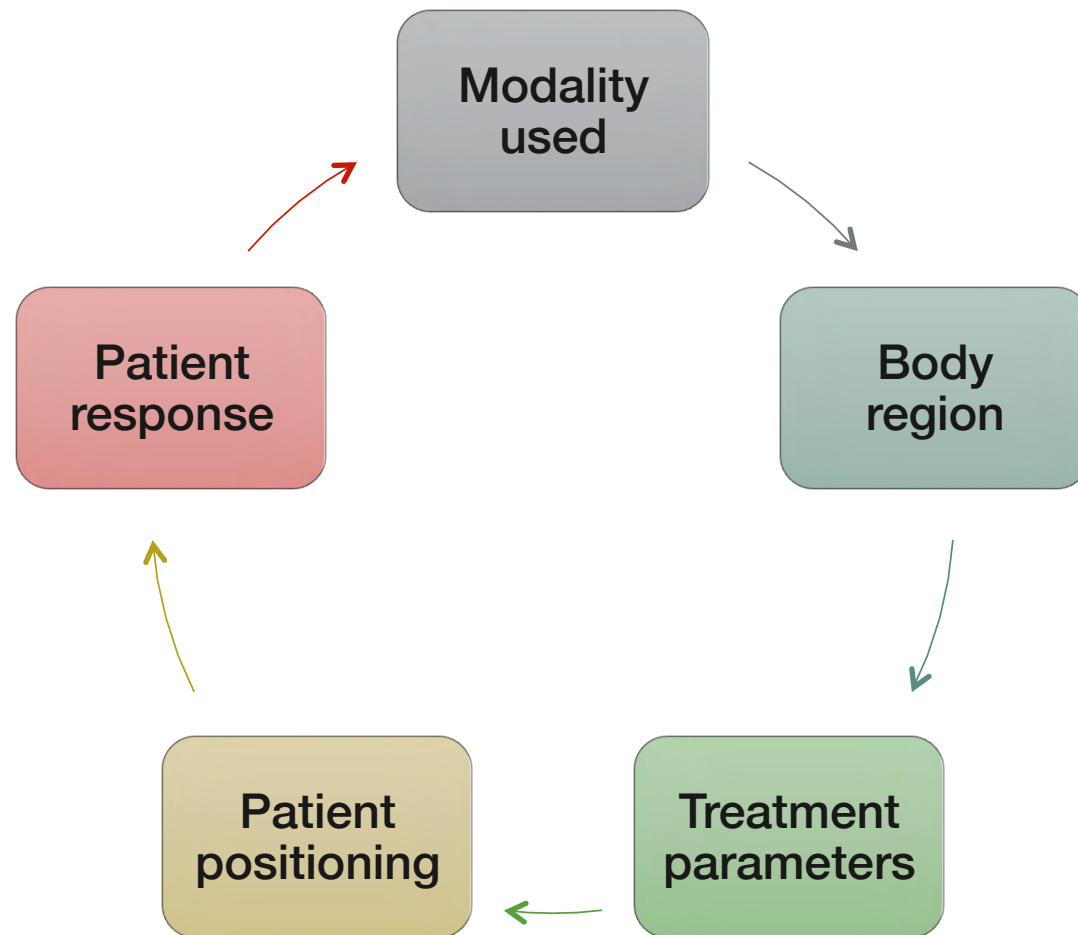 Modality
used
Body
region
Treatment
parameters
Patient
positioning
Patient
response